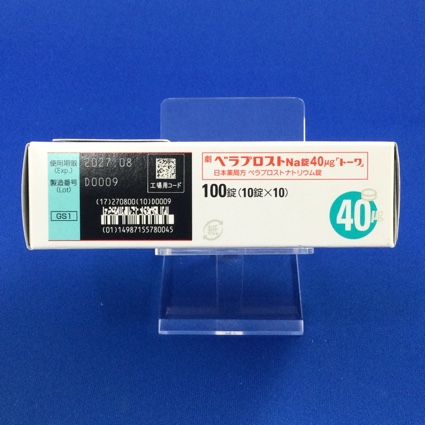 使用期限
(Exp.)
2027.08
製造番号
(Lot)
D0009
工場用コード
GS1
(17)270800(10)D0009
(01)14987155780045
劇 ベラプロストNa錠40μg「トーワ」
日本薬局方 ベラプロストナトリウム錠
100錠(10錠×10)
40μg
紙